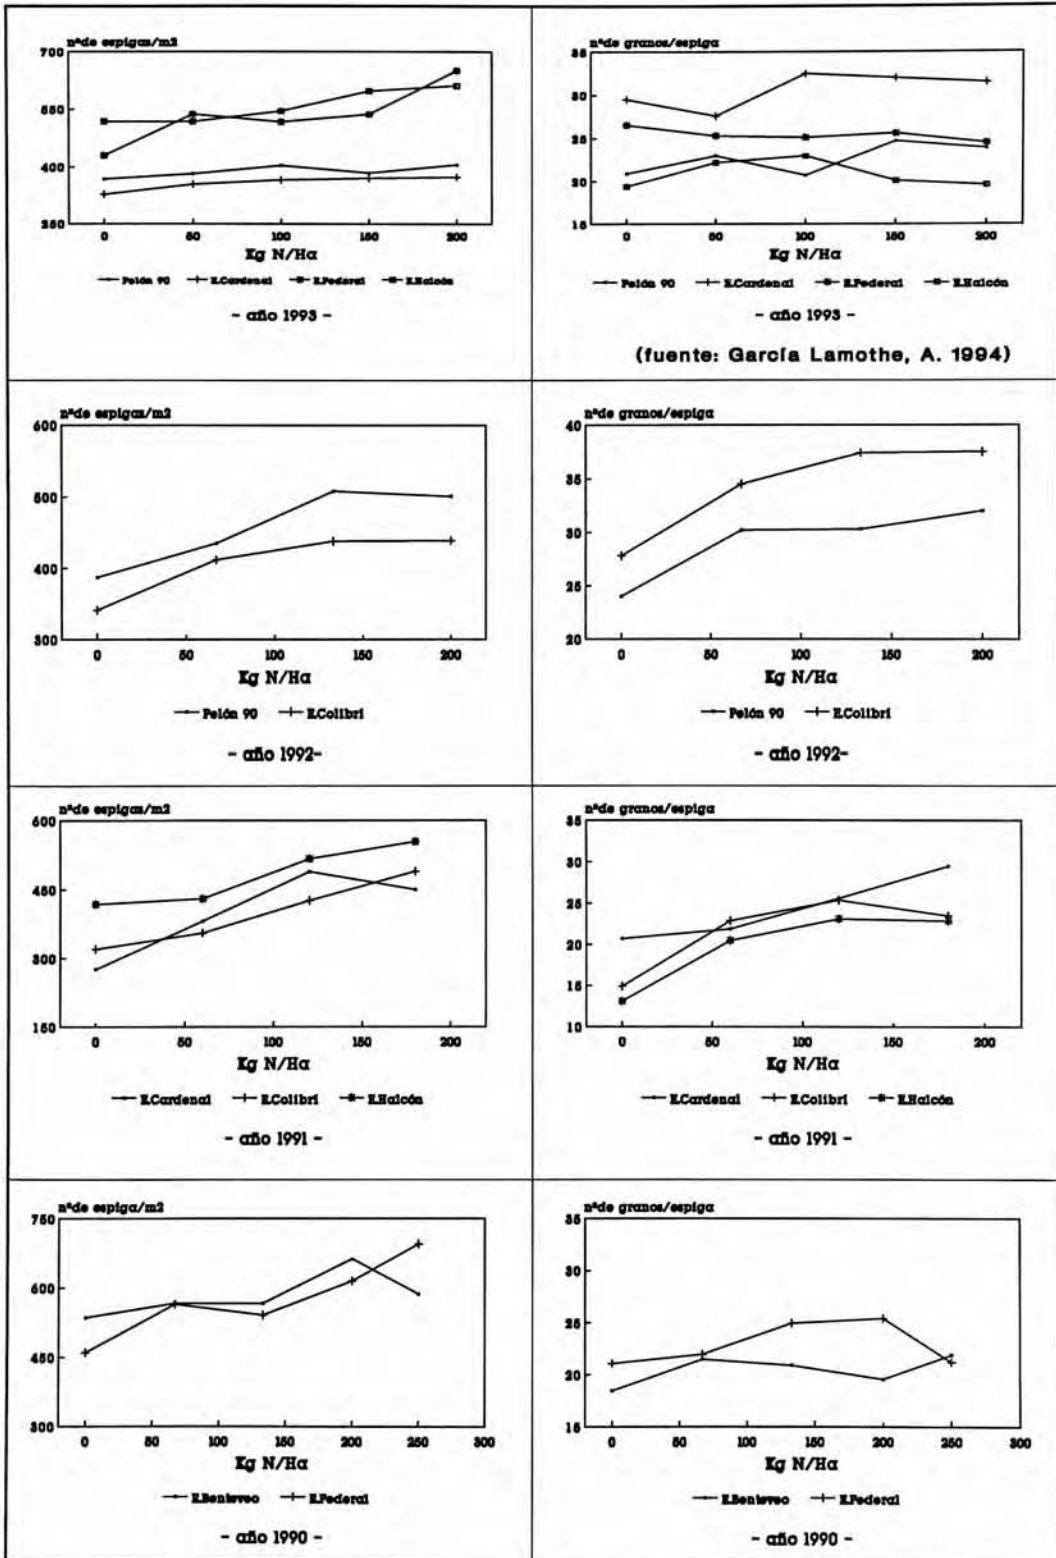 nºde espigas/m2
700
550
400
250
0 50 100 150 200
Kg N/Ha
Pelón 90 E.Cardenal E.Federal E.Halcón
- año 1993 -
nºde granos/espiga
35
30
25
20
15
0 50 100 150 200
Kg N/Ha
Pelón 90 E.Cardenal E.Federal E.Halcón
- año 1993 -
(fuente: García Lamothe, A. 1994)
nºde espigas/m2
600
500
400
300
0 50 100 150 200
Kg N/Ha
Pelón 90 E.Colibrí
- año 1992-
nºde granos/espiga
40
35
30
25
20
0 50 100 150 200
Kg N/Ha
Pelón 90 E.Colibrí
- año 1992-
nºde espigas/m2
600
450
300
150
0 50 100 150 200
Kg N/Ha
E.Cardenal E.Colibrí E.Halcón
- año 1991 -
nºde granos/espiga
35
30
25
20
15
10
0 50 100 150 200
Kg N/Ha
E.Cardenal E.Colibrí E.Halcón
- año 1991 -
nºde espiga/m2
750
600
450
300
0 50 100 150 200 250 300
Kg N/Ha
E.Benteveo E.Federal
- año 1990 -
nºde granos/espiga
35
30
25
20
15
0 50 100 150 200 250 300
Kg N/Ha
E.Benteveo E.Federal
- año 1990 -